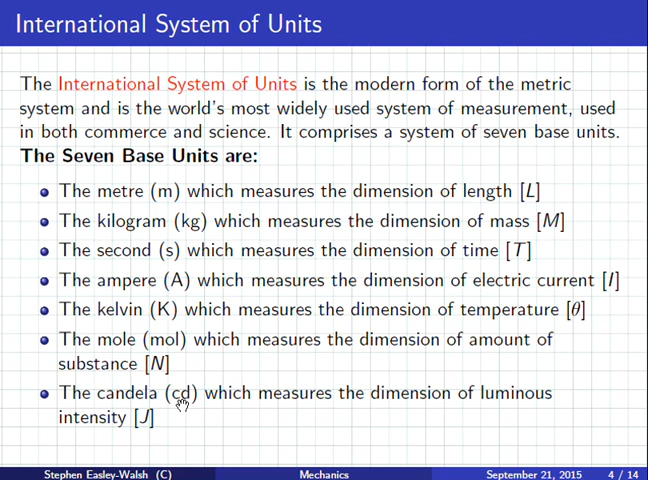 International System of Units
The International System of Units is the modern form of the metric
system and is the world's most widely used system of measurement, used
in both commerce and science. It comprises a system of seven base units.
The Seven Base Units are:
The metre (m) which measures the dimension of length [L]
The kilogram (kg) which measures the dimension of mass [M]
The second (s) which measures the dimension of time [T]
The ampere (A) which measures the dimension of electric current [I]
The kelvin (K) which measures the dimension of temperature [θ]
The mole (mol) which measures the dimension of amount of
substance [N]
The candela (cd) which measures the dimension of luminous
intensity [J]
Stephen Easley-Walsh (C) Mechanics September 21, 2015 4 / 14